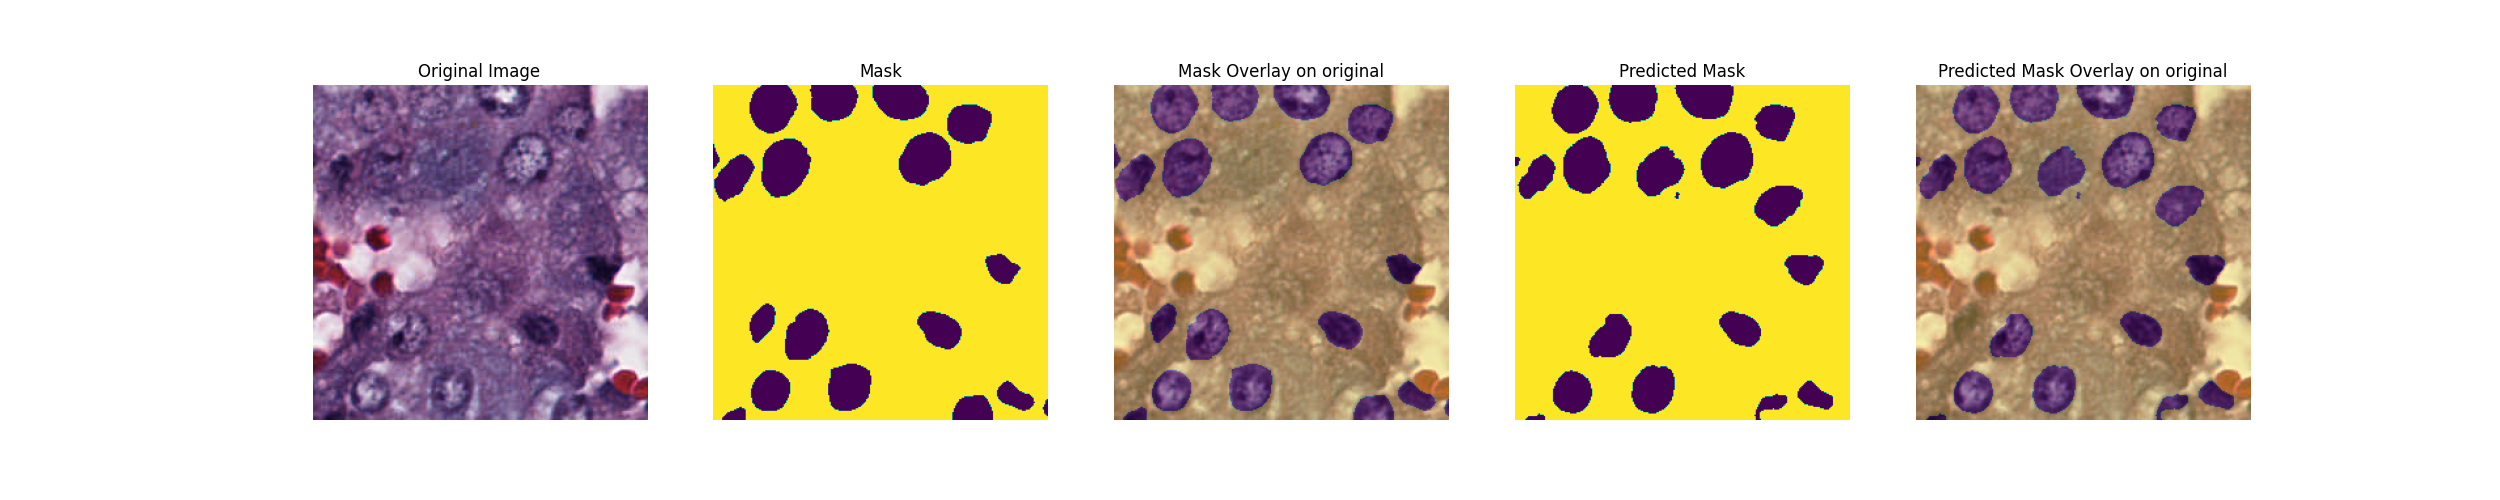 Original Image
Mask
Mask Overlay on original
Predicted Mask
Predicted Mask Overlay on original